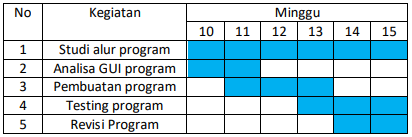 No Kegiatan Minggu
10 11 12 13 14 15
1 Studi alur program
2 Analisa GUI program
3 Pembuatan program
4 Testing program
5 Revisi Program